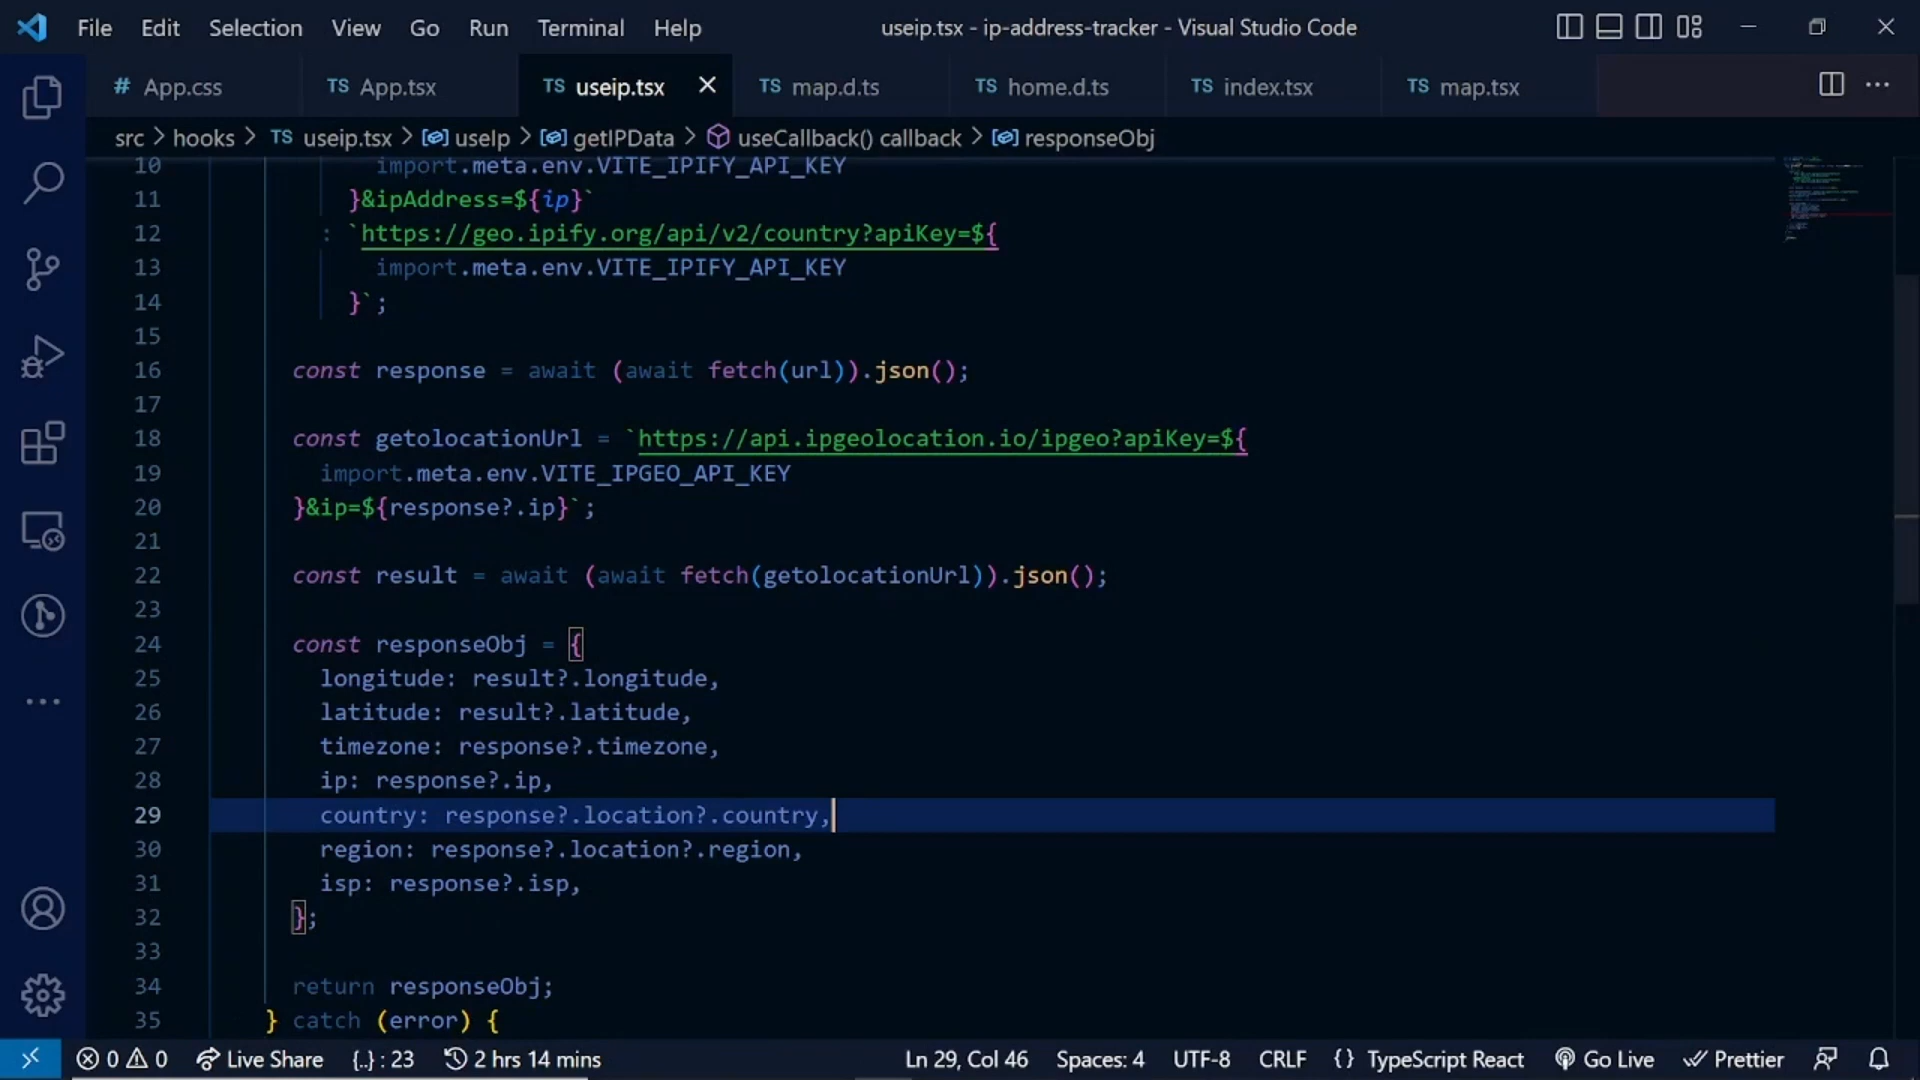 File Edit Selection View Go Run Terminal Help
useip.tsx - ip-address-tracker - Visual Studio Code
# App.css TS App.tsx TS useip.tsx TS map.d.ts TS home.d.ts TS index.tsx TS map.tsx
src > hooks > TS useip.tsx > useIp > getIPData > useCallback() callback > responseObj
10 import.meta.env.VITE_IPIFY_API_KEY
11 }&ipAddress=${ip}`
12 : `https://geo.ipify.org/api/v2/country?apiKey=${
13 import.meta.env.VITE_IPIFY_API_KEY
14 }`;
15
16 const response = await (await fetch(url)).json();
17
18 const getolocationUrl = `https://api.ipgeolocation.io/ipgeo?apiKey=${
19 import.meta.env.VITE_IPGEO_API_KEY
20 }&ip=${response?.ip}`;
21
22 const result = await (await fetch(getolocationUrl)).json();
23
24 const responseObj = {
25 longitude: result?.longitude,
26 latitude: result?.latitude,
27 timezone: response?.timezone,
28 ip: response?.ip,
29 country: response?.location?.country,
30 region: response?.location?.region,
31 isp: response?.isp,
32 };
33
34 return responseObj;
35 } catch (error) {
0 0 Live Share {..} : 23 2 hrs 14 mins Ln 29, Col 46 Spaces: 4 UTF-8 CRLF {} TypeScript React Go Live Prettier